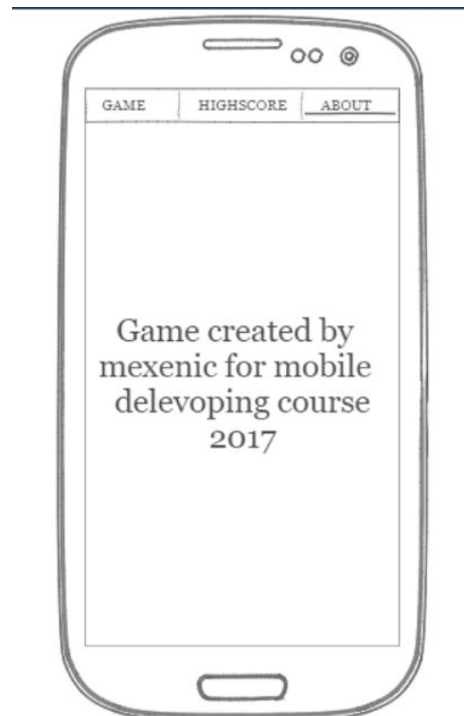 GAME HIGHSCORE ABOUT
Game created by
mexenic for mobile
delevoping course
2017